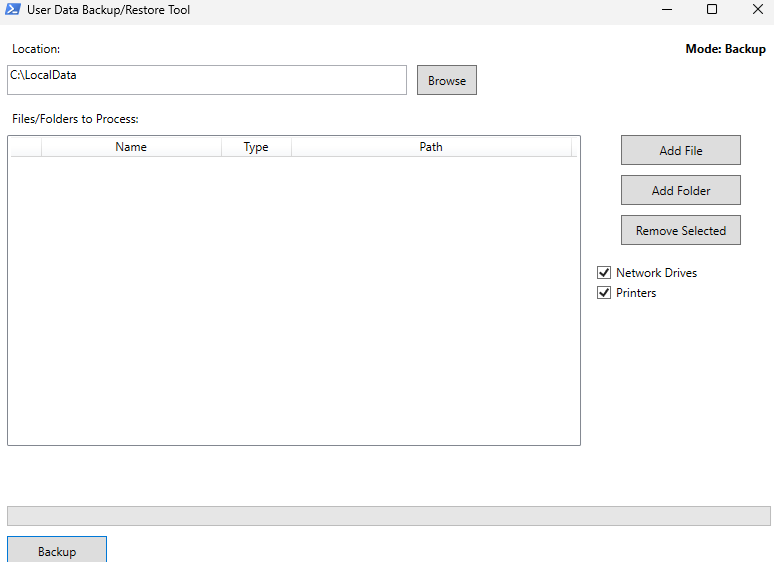 User Data Backup/Restore Tool
Location:
Mode: Backup
C:\LocalData
Browse
Files/Folders to Process:
Name Type Path
Add File
Add Folder
Remove Selected
Network Drives
Printers
Backup